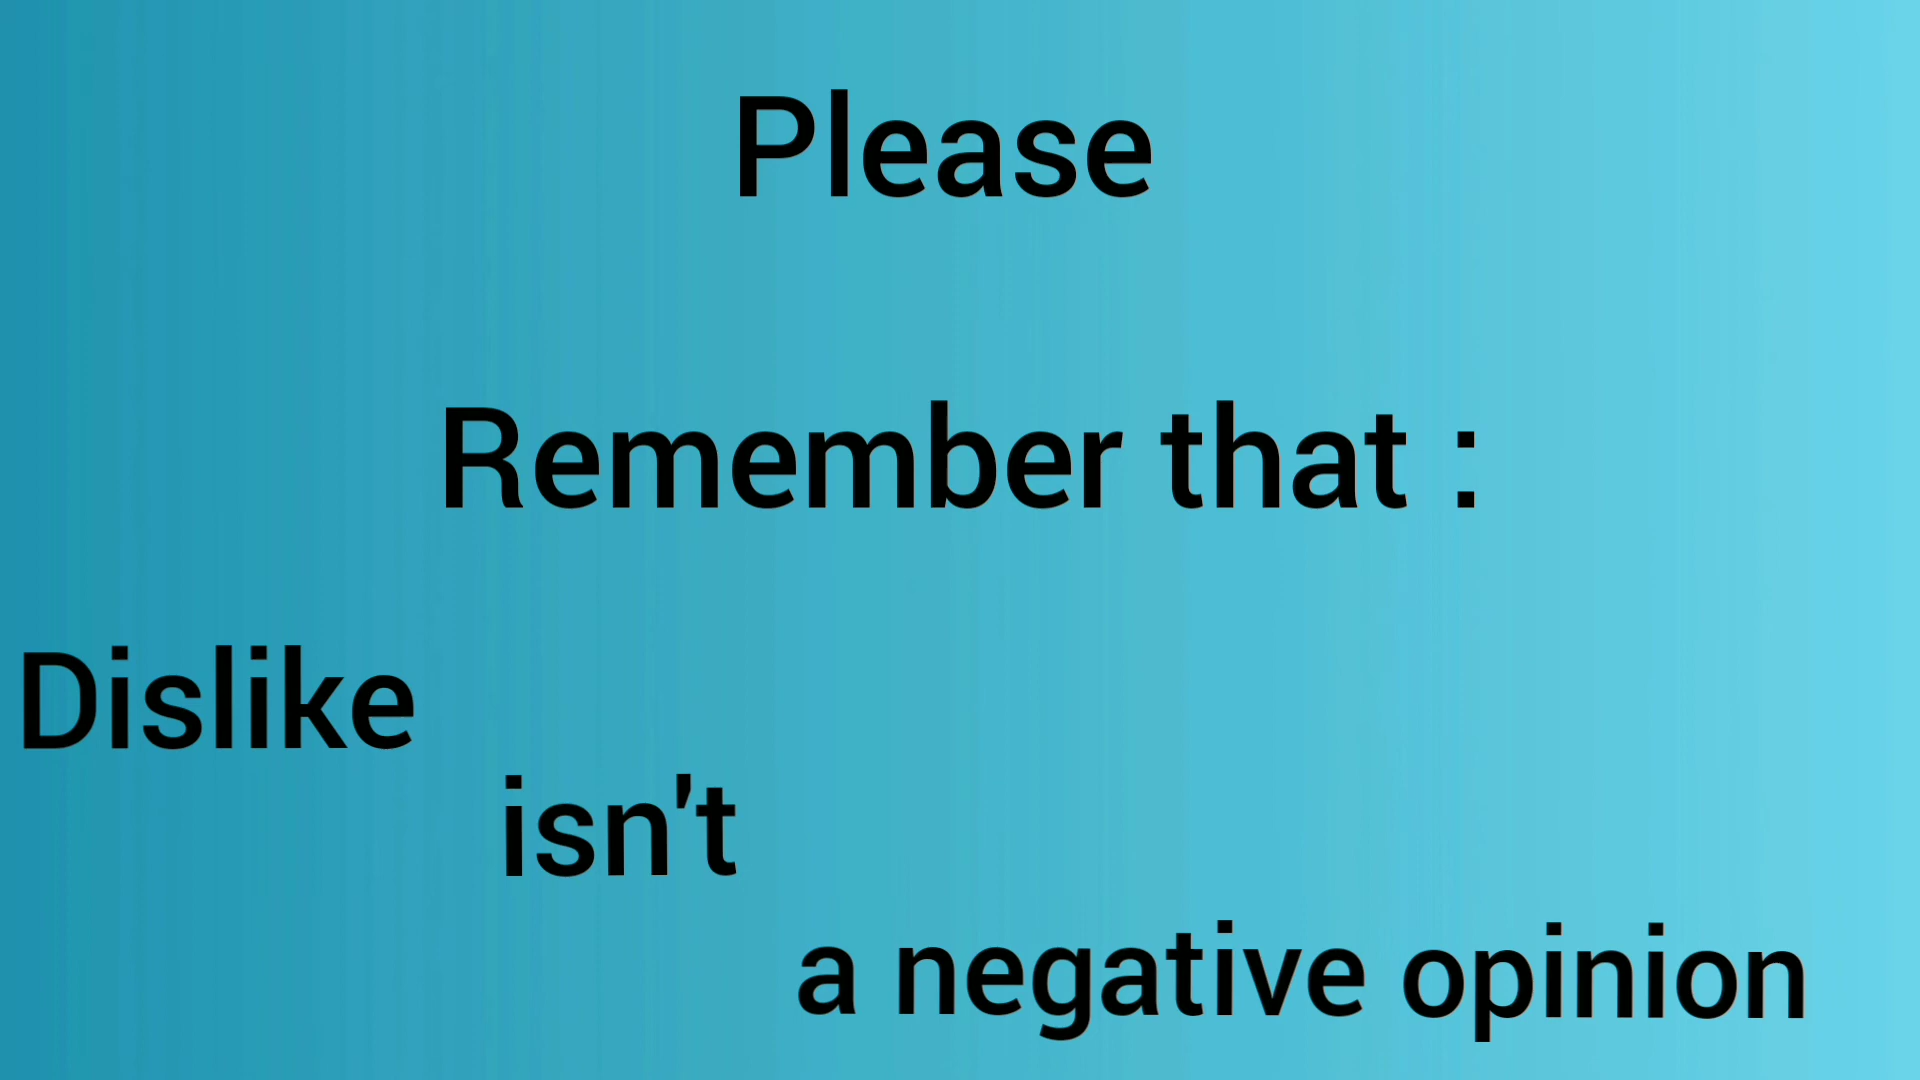 Please
Remember that :
Dislike
isn't
a negative opinion